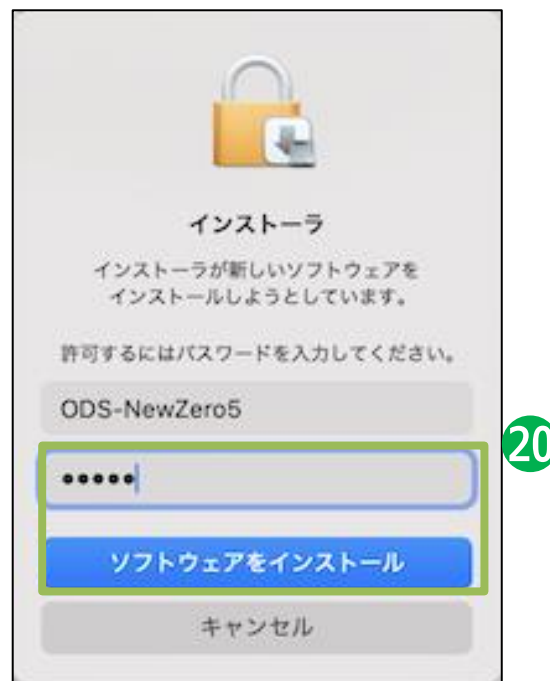 インストーラ
インストーラが新しいソフトウェアを
インストールしようとしています。
許可するにはパスワードを入力してください。
ODS-NewZero5
•••••
ソフトウェアをインストール
キャンセル
20